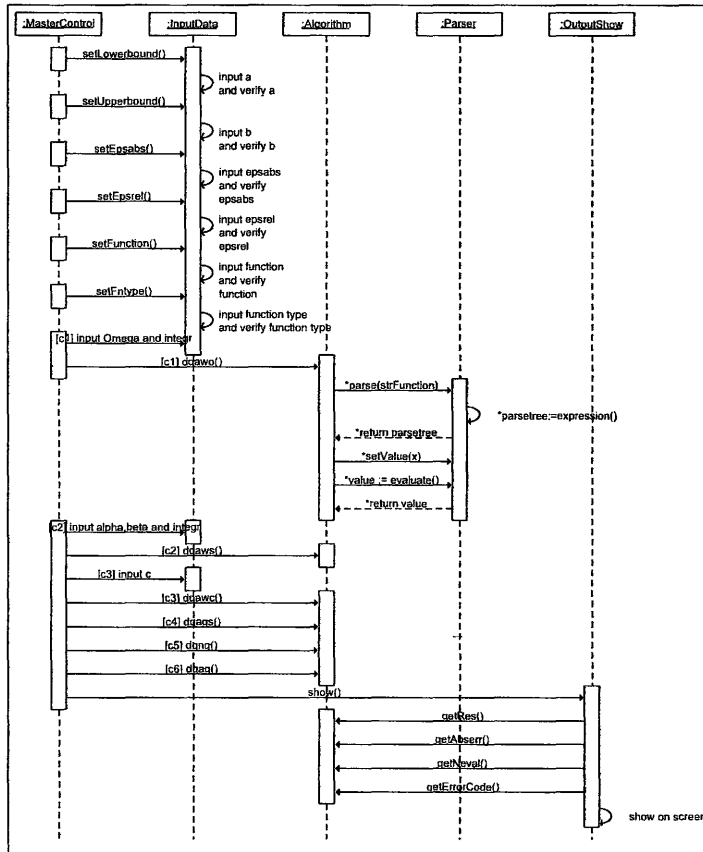 :MasterControl
:InputData
:Algorithm
:Parser
:OutputShow
setLowerbound()
input a
and verify a
setUpperbound()
input b
and verify b
setEpsabs()
input epsabs
and verify
epsabs
setEpsrel()
input epsrel
and verify
epsrel
setFunction()
input function
and verify
function
setFntype()
input function type
and verify function type
[c1] input Omega and integr
[c1] dqawo()
*parse(strFunction)
*parsetree:=expression()
*return parsetree
*setValue(x)
*value := evaluate()
*return value
[c2] input alpha,beta and integr
[c2] dqaws()
[c3] input c
[c3] dqawc()
[c4] dqags()
[c5] dqng()
[c6] dqag()
show()
getRes()
getAbserr()
getNeval()
getErrorCode()
show on screen